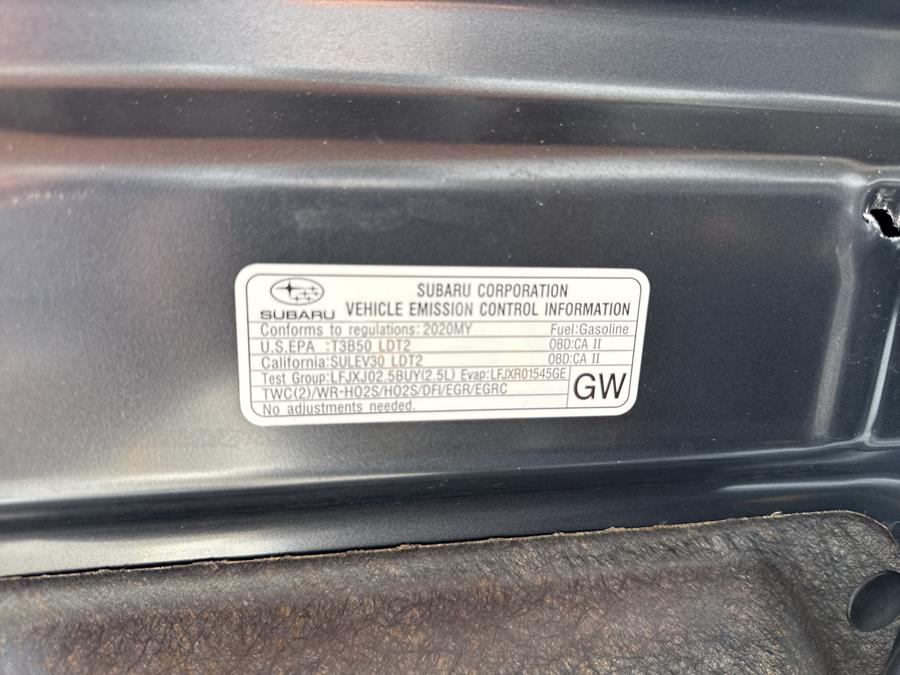 SUBARU CORPORATION
SUBARU VEHICLE EMISSION CONTROL INFORMATION
Conforms to regulations:2020MY Fuel:Gasoline
U.S.EPA :T3B50 LDT2 OBD:CA II
California:SULEV30 LDT2 OBD:CA II
Test Group:LFJXJ02.5BUY(2.5L) Evap:LFJXR01545GE
TWC(2)/WR-HO2S/HO2S/DFI/EGR/EGRC
GW
No adjustments needed.